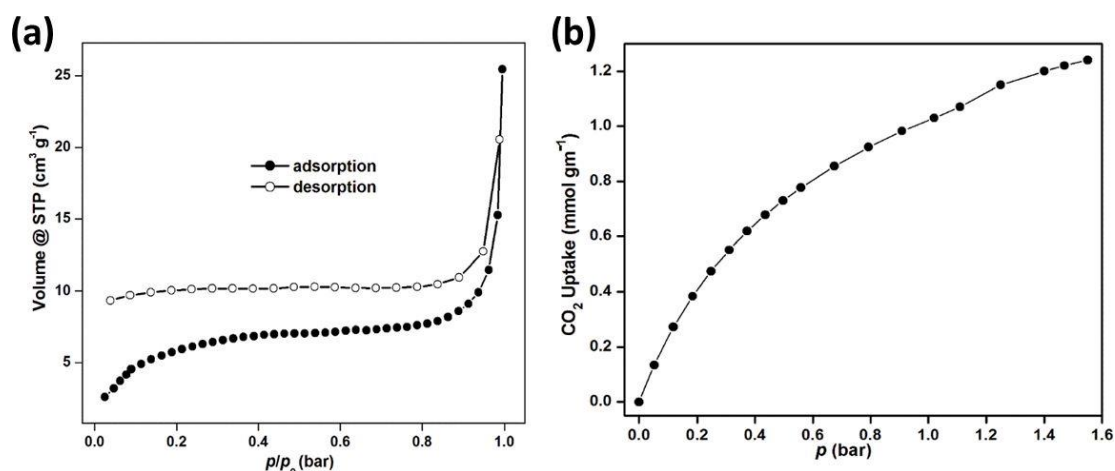 (a)
25
20
15
10
5
Volume @ STP (cm³ g⁻¹)
adsorption
desorption
0.0 0.2 0.4 0.6 0.8 1.0
p/p₀ (bar)
(b)
1.2
1.0
0.8
0.6
0.4
0.2
0.0
CO₂ Uptake (mmol gm⁻¹)
0.0 0.2 0.4 0.6 0.8 1.0 1.2 1.4 1.6
p (bar)